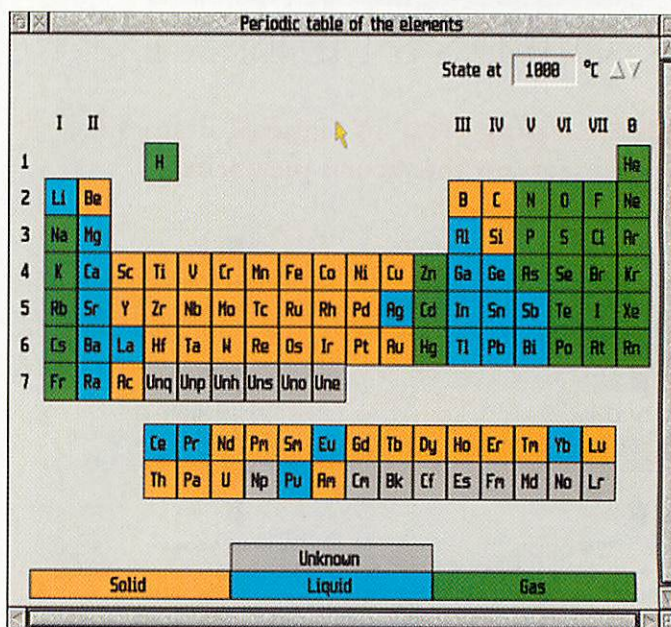 Periodic table of the elements
State at 1000 °C
I II III IV V VI VII 0
1 H He
2 Li Be B C N O F Ne
3 Na Mg Al Si P S Cl Ar
4 K Ca Sc Ti V Cr Mn Fe Co Ni Cu Zn Ga Ge As Se Br Kr
5 Rb Sr Y Zr Nb Mo Tc Ru Rh Pd Ag Cd In Sn Sb Te I Xe
6 Cs Ba La Hf Ta W Re Os Ir Pt Au Hg Tl Pb Bi Po At Rn
7 Fr Ra Ac Unq Unp Unh Uns Uno Une
Ce Pr Nd Pm Sm Eu Gd Tb Dy Ho Er Tm Yb Lu
Th Pa U Np Pu Am Cm Bk Cf Es Fm Md No Lr
Unknown
Solid Liquid Gas